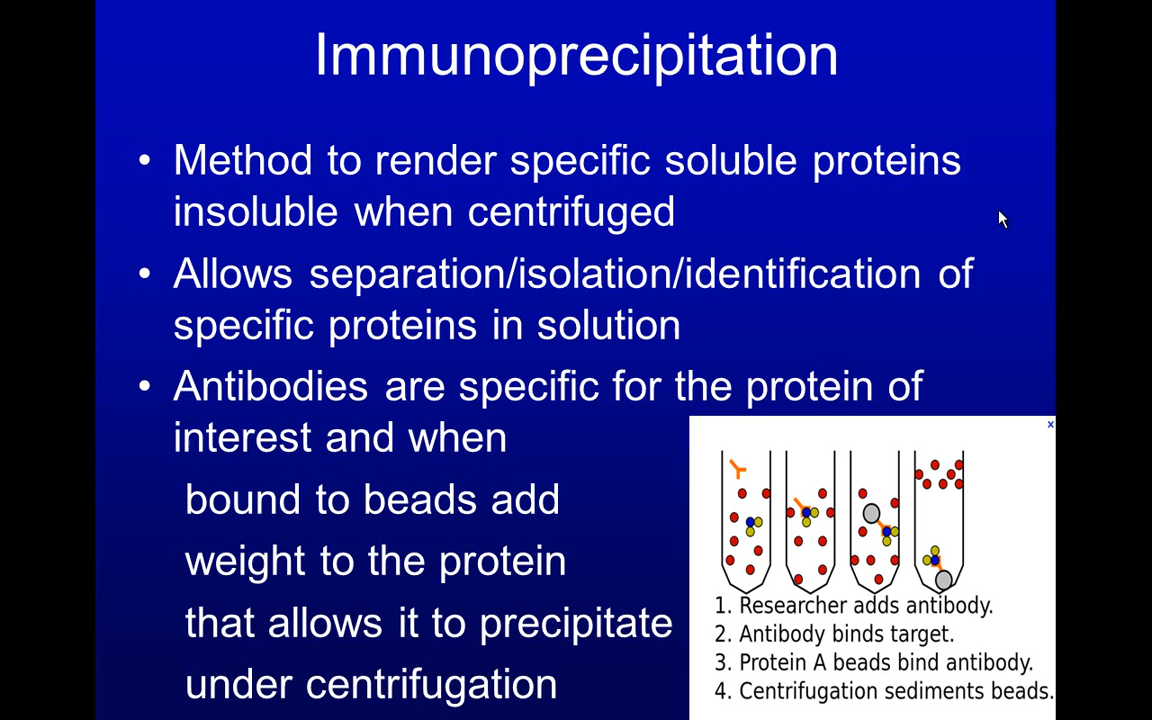 Immunoprecipitation
• Method to render specific soluble proteins
insoluble when centrifuged
• Allows separation/isolation/identification of
specific proteins in solution
• Antibodies are specific for the protein of
interest and when
bound to beads add
weight to the protein
that allows it to precipitate
under centrifugation
x
1. Researcher adds antibody.
2. Antibody binds target.
3. Protein A beads bind antibody.
4. Centrifugation sediments beads.